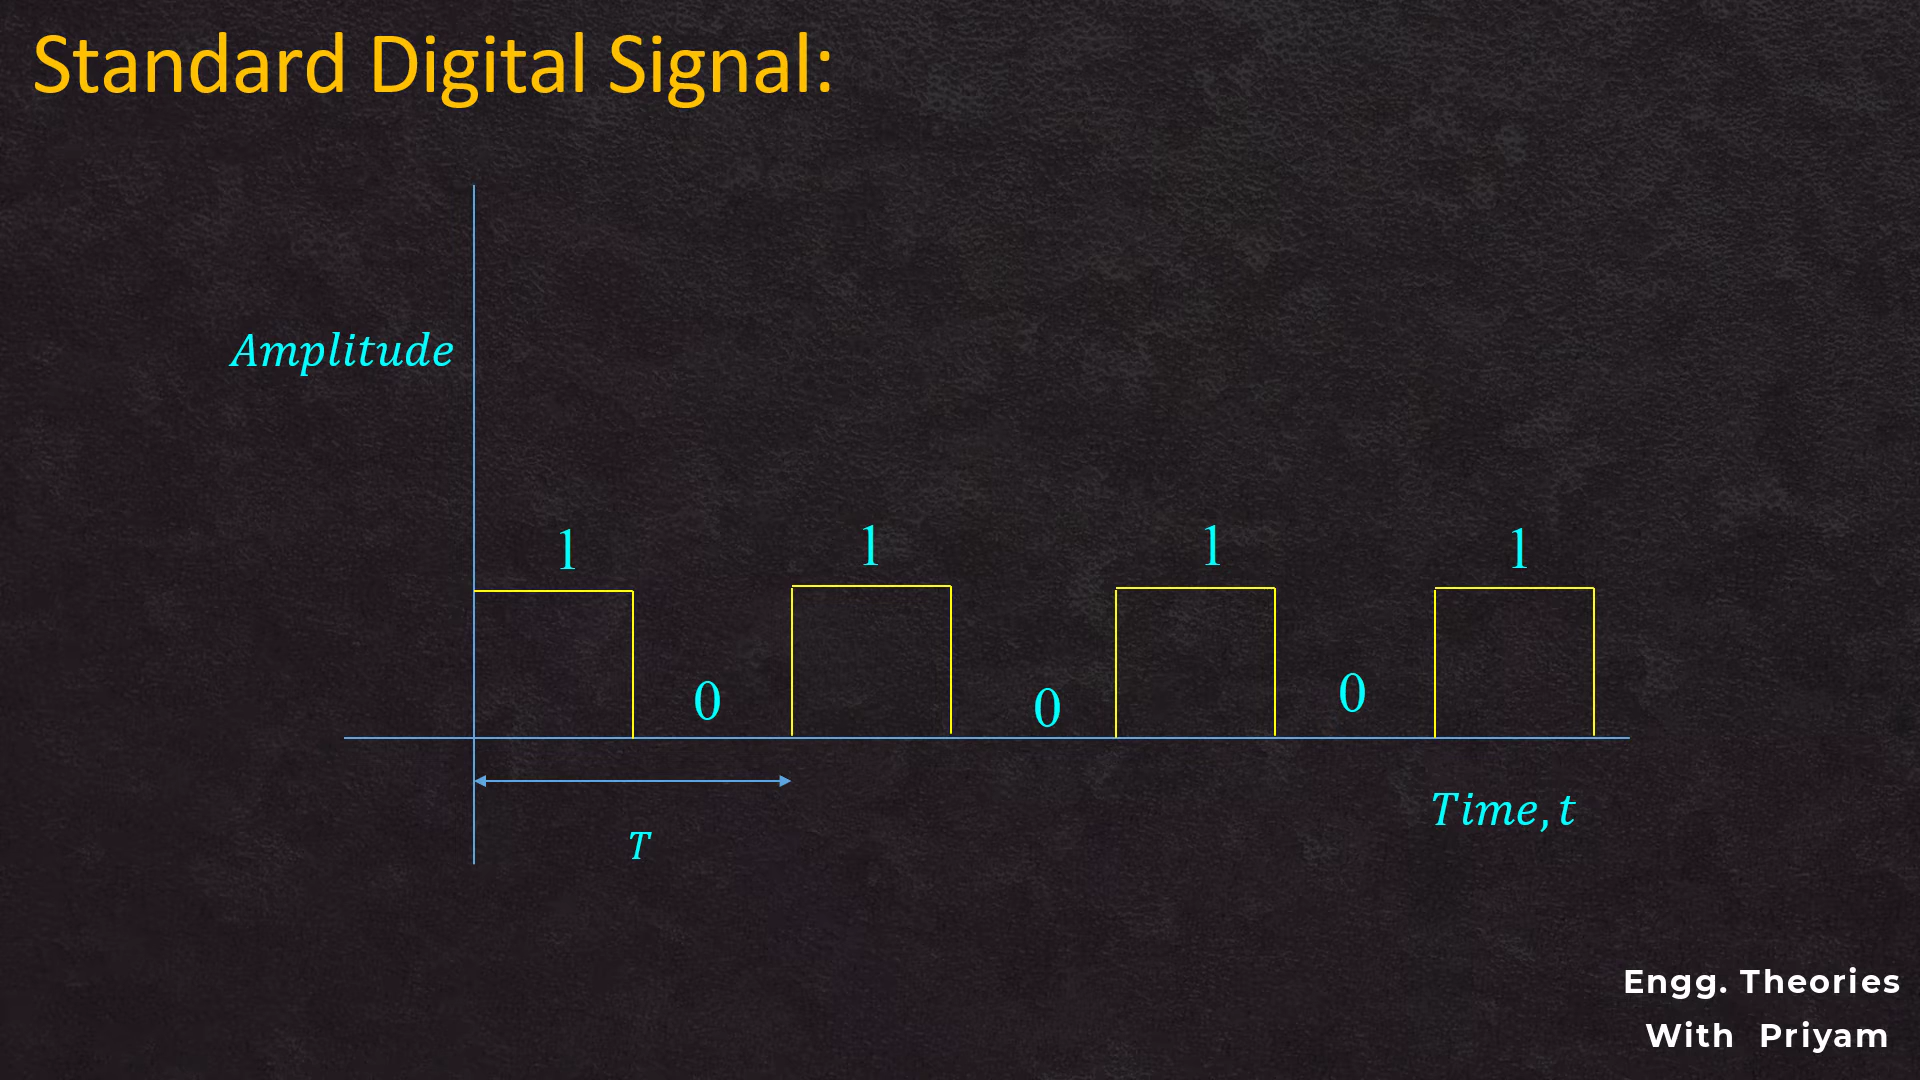 Standard Digital Signal:
Amplitude
1
1
1
1
0
0
0
T
Time, t
Engg. Theories
With Priyam